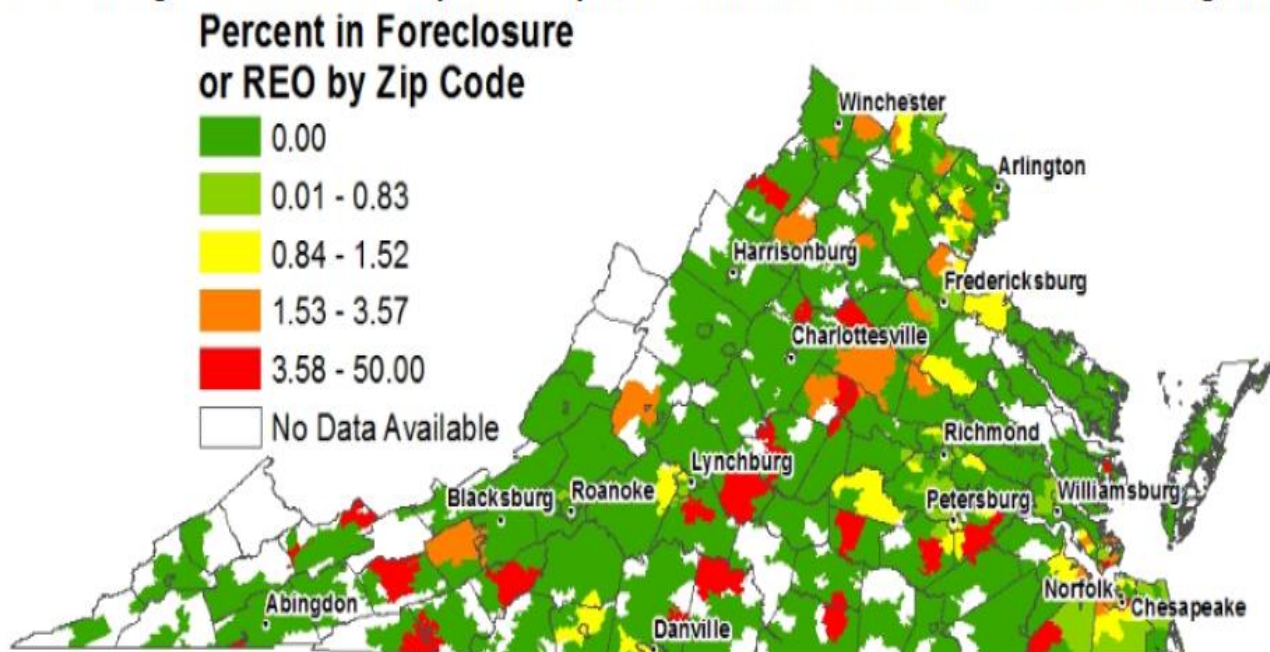 Percent in Foreclosure
or REO by Zip Code
0.00
0.01 - 0.83
0.84 - 1.52
1.53 - 3.57
3.58 - 50.00
No Data Available
Winchester
Arlington
Harrisonburg
Fredericksburg
Charlottesville
Richmond
Lynchburg
Blacksburg
Roanoke
Petersburg
Williamsburg
Abingdon
Norfolk
Chesapeake
Danville